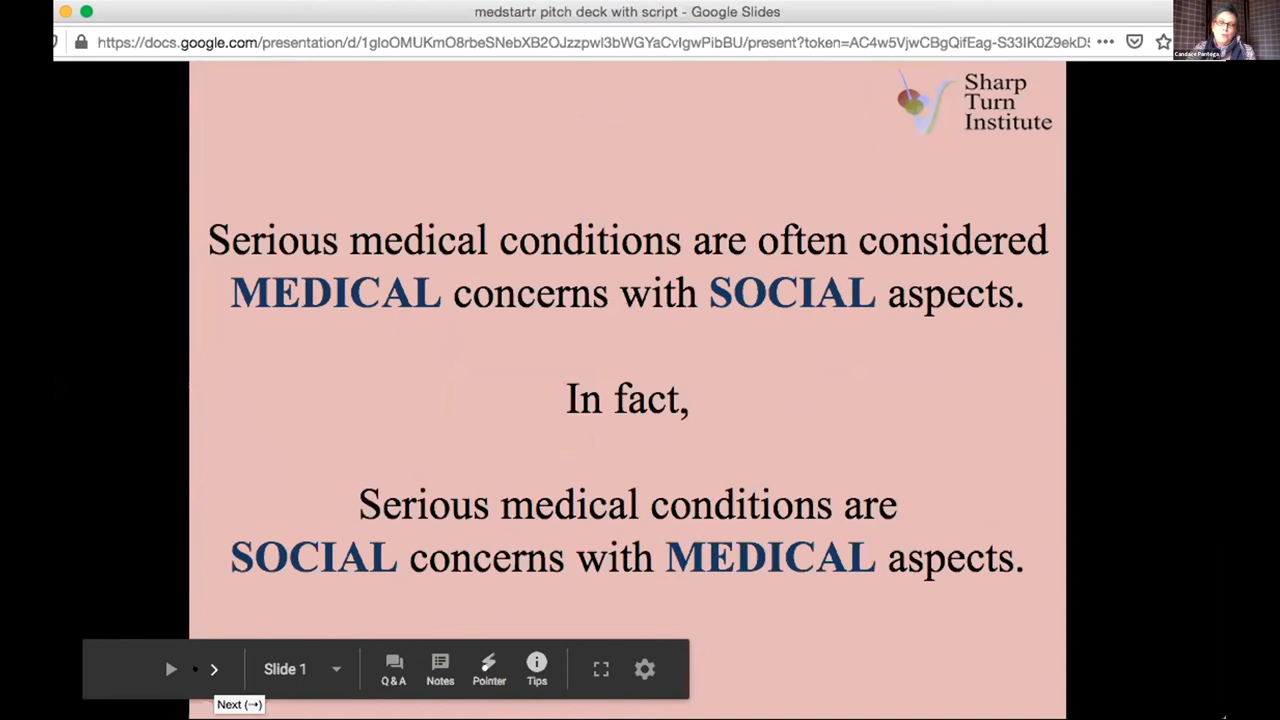 medstartr pitch deck with script - Google Slides
Candace Pantoga
Sharp
Turn
Institute
Serious medical conditions are often considered
MEDICAL concerns with SOCIAL aspects.
In fact,
Serious medical conditions are
SOCIAL concerns with MEDICAL aspects.
Slide 1
Q & A
Notes
Pointer
Tips
Next (→)